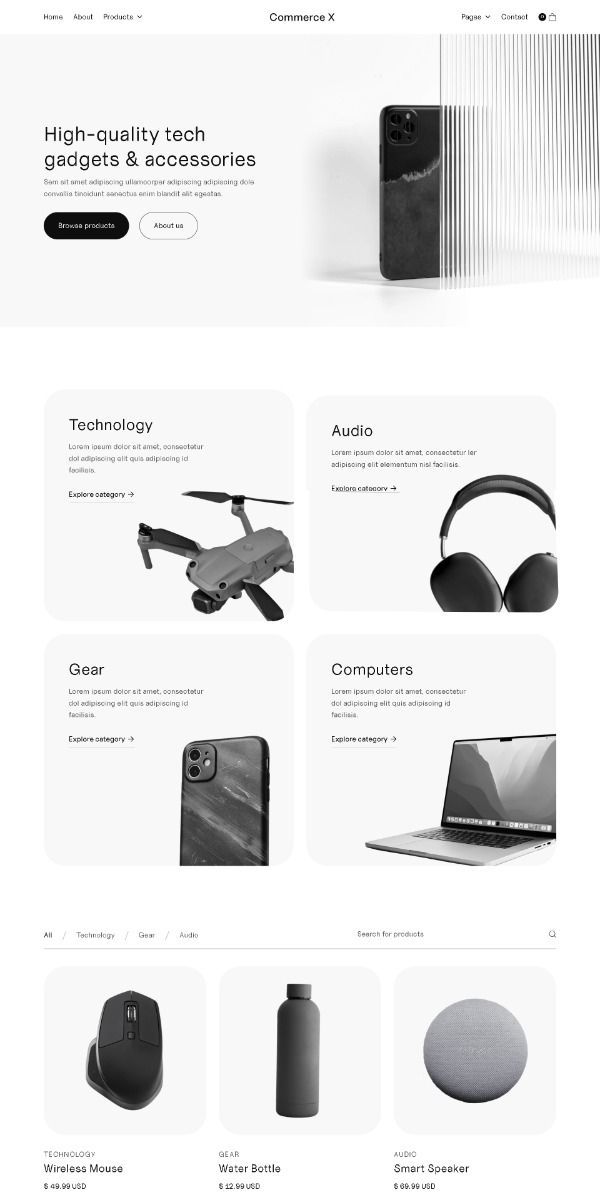 Home About Products
Commerce X
Pages Contact 0
High-quality tech
gadgets & accessories
Sem sit amet adipiscing ullamcorper adipiscing adipiscing dole
convallis tincidunt aenectus enim blandit elit egestas.
Browse products
About us
Technology
Lorem ipsum dolor sit amet, consectetur
dol adipiscing elit quis adipiscing id
facilisis.
Explore category →
Audio
Lorem ipsum dolor sit amet, consectetur ler
adipiscing elit elementum nisl facilisis.
Explore category →
Gear
Lorem ipsum dolor sit amet, consectetur
dol adipiscing elit quis adipiscing id
facilisis.
Explore category →
Computers
Lorem ipsum dolor sit amet, consectetur
dol adipiscing elit quis adipiscing id
facilisis.
Explore category →
All / Technology / Gear / Audio
Search for products
TECHNOLOGY
Wireless Mouse
$ 49.99 USD
GEAR
Water Bottle
$ 12.99 USD
AUDIO
Smart Speaker
$ 69.99 USD